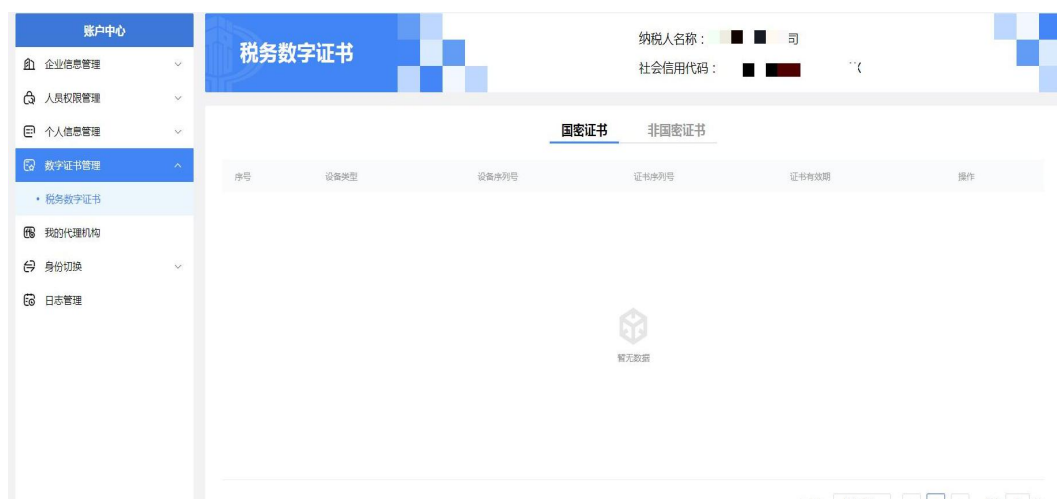 账户中心
企业信息管理
人员权限管理
个人信息管理
数字证书管理
• 税务数字证书
我的代理机构
身份切换
日志管理
税务数字证书
纳税人名称：
司
社会信用代码：
国密证书 非国密证书
序号 设备类型 设备序列号 证书序列号 证书有效期 操作
暂无数据